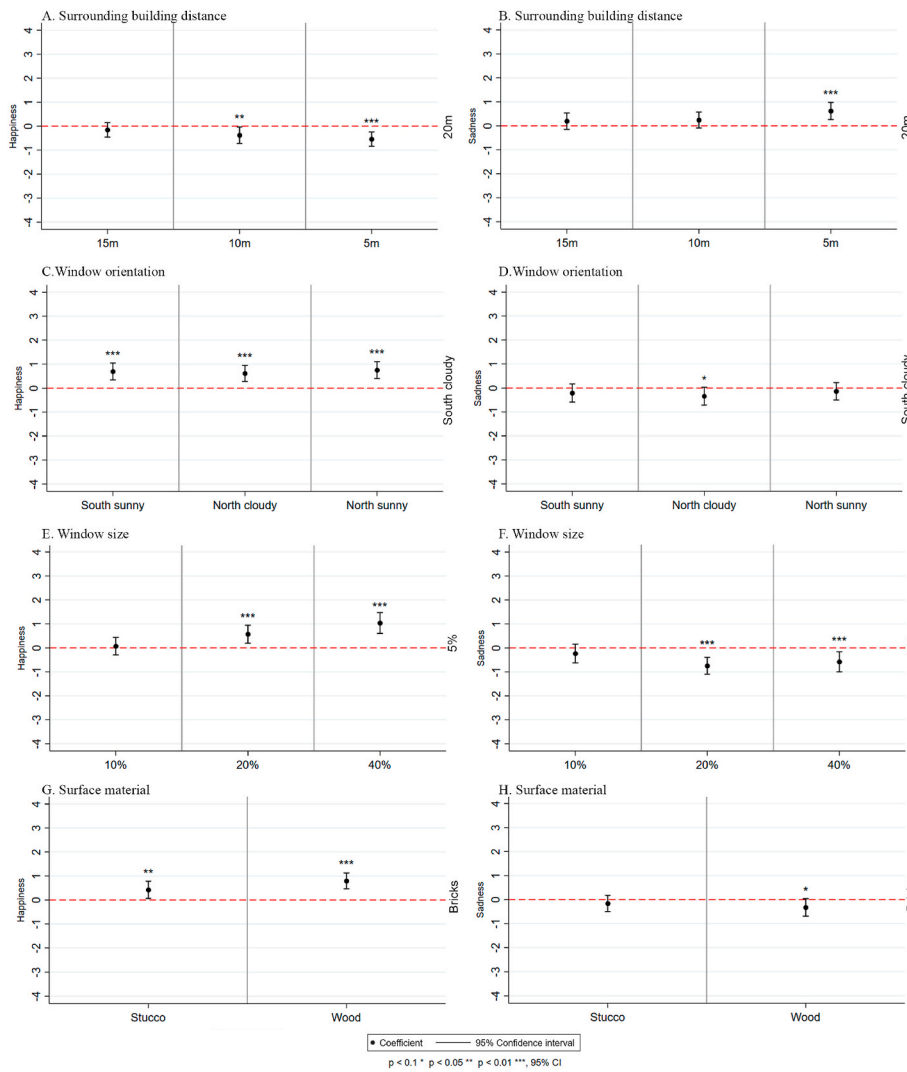 A. Surrounding building distance
4
3
2
1
0
-1
-2
-3
-4
Happiness
** ***
15m 10m 5m
20m
B. Surrounding building distance
4
3
2
1
0
-1
-2
-3
-4
Sadness
***
15m 10m 5m
20m
C.Window orientation
4
3
2
1
0
-1
-2
-3
-4
Happiness
*** *** ***
South sunny North cloudy North sunny
South cloudy
D.Window orientation
4
3
2
1
0
-1
-2
-3
-4
Sadness
*
South sunny North cloudy North sunny
South cloudy
E. Window size
4
3
2
1
0
-1
-2
-3
-4
Happiness
*** ***
10% 20% 40%
5%
F. Window size
4
3
2
1
0
-1
-2
-3
-4
Sadness
*** ***
10% 20% 40%
G. Surface material
4
3
2
1
0
-1
-2
-3
-4
Happiness
** ***
Stucco Wood
Bricks
H. Surface material
4
3
2
1
0
-1
-2
-3
-4
Sadness
*
Stucco Wood
Coefficient 95% Confidence interval
p < 0.1 * p < 0.05 ** p < 0.01 ***, 95% CI